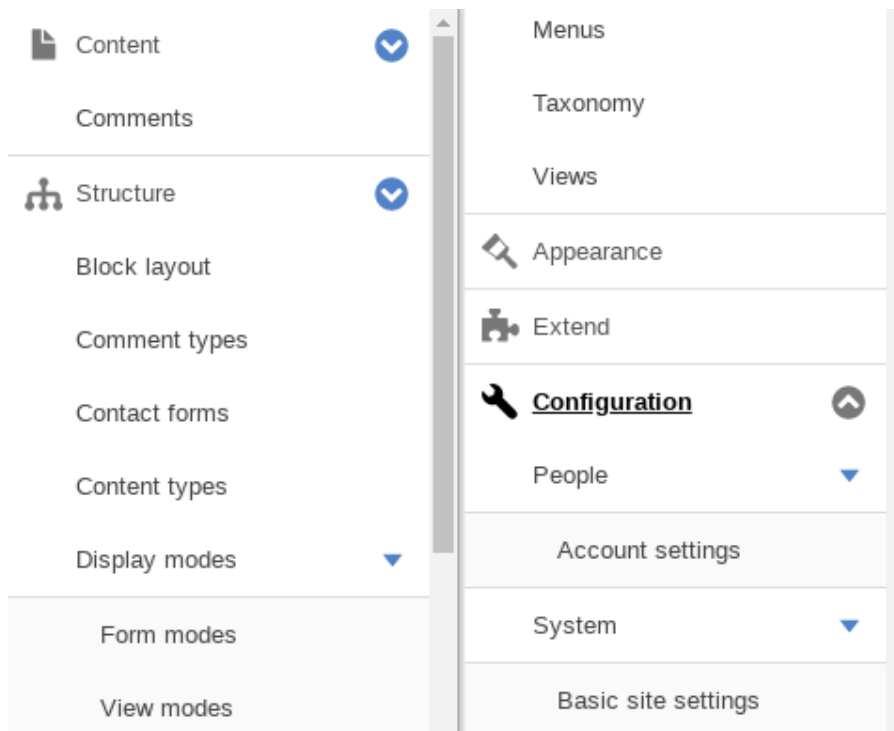 Content
Comments
Structure
Block layout
Comment types
Contact forms
Content types
Display modes
Form modes
View modes
Menus
Taxonomy
Views
Appearance
Extend
Configuration
People
Account settings
System
Basic site settings